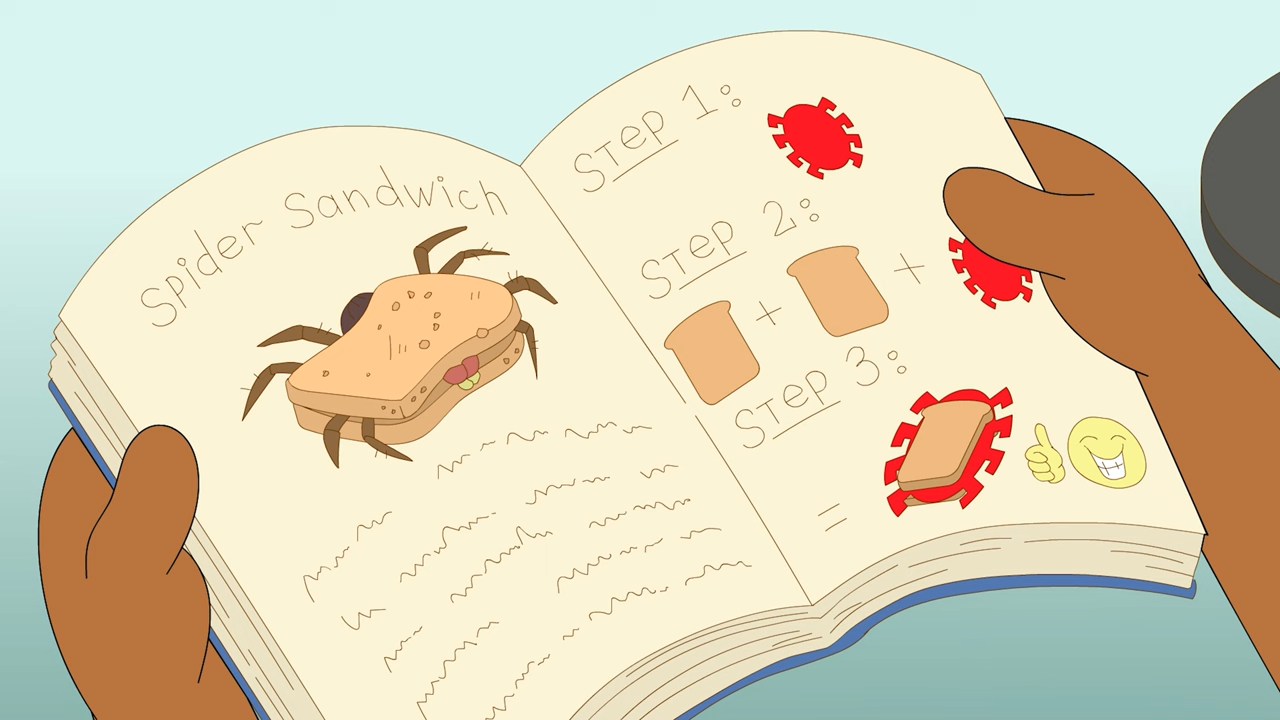 Spider Sandwich
Step 1:
Step 2:
+ +
Step 3:
=